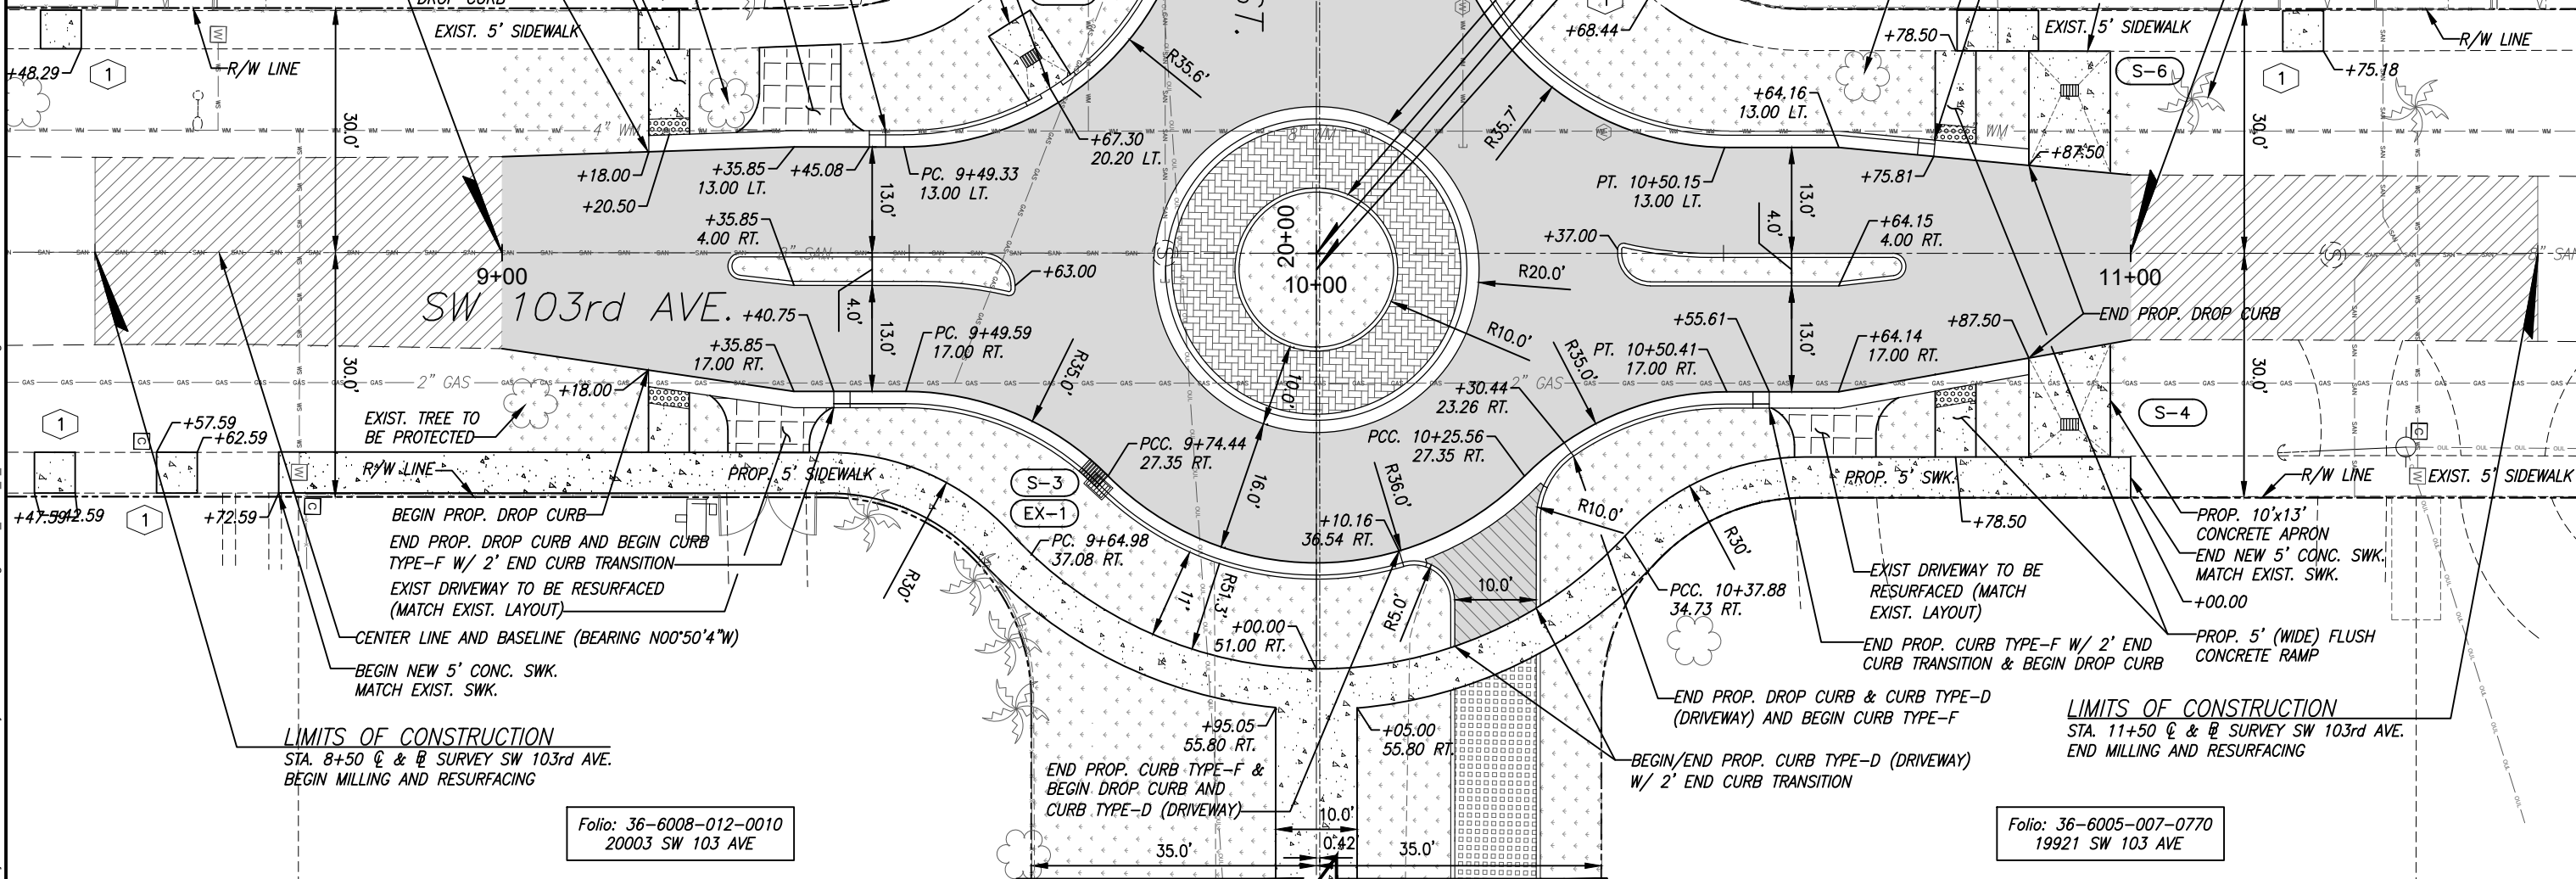 DROP CURB
EXIST. 5' SIDEWALK
R/W LINE
+48.29
1
30.0'
W
WS
4" WM
+18.00
+20.50
+35.85
13.00 LT.
+45.08
PC. 9+49.33
13.00 LT.
+67.30
20.20 LT.
R35.6'
ST.
8" WM
+68.44
R35.7'
+78.50
EXIST. 5' SIDEWALK
S-6
R/W LINE
1
+75.18
+64.16
13.00 LT.
WM
+87.50
+75.81
PT. 10+50.15
13.00 LT.
30.0'
13.0'
13.0'
+35.85
4.00 RT.
8" SAN
+63.00
4.0'
13.0'
9+00
SW 103rd AVE.
20+00
10+00
R20.0'
R10.0'
+37.00
4.0'
13.0'
+64.15
4.00 RT.
11+00
8" SAN
END PROP. DROP CURB
+40.75
+35.85
17.00 RT.
PC. 9+49.59
17.00 RT.
R35.0'
10.0'
16.0'
+55.61
PT. 10+50.41
17.00 RT.
+64.14
17.00 RT.
+87.50
R35.0'
30.0'
30.0'
2" GAS
2" GAS
+18.00
+30.44
23.26 RT.
EXIST. TREE TO
BE PROTECTED
1
C
+57.59
+62.59
R/W LINE
PROP. 5' SIDEWALK
PCC. 9+74.44
27.35 RT.
PCC. 10+25.56
27.35 RT.
S-4
S-3
EX-1
R36.0'
R10.0'
PROP. 5' SWK.
R/W LINE
EXIST. 5' SIDEWALK
+42.59
1
+72.59
C
BEGIN PROP. DROP CURB
END PROP. DROP CURB AND BEGIN CURB
TYPE-F W/ 2' END CURB TRANSITION
EXIST DRIVEWAY TO BE RESURFACED
(MATCH EXIST. LAYOUT)
CENTER LINE AND BASELINE (BEARING N00°50'4"W)
BEGIN NEW 5' CONC. SWK.
MATCH EXIST. SWK.
R30'
PC. 9+64.98
37.08 RT.
11'
R51.3'
+00.00
51.00 RT.
+10.16
36.54 RT.
R5.0'
10.0'
R30'
PCC. 10+37.88
34.73 RT.
+78.50
PROP. 10'x13'
CONCRETE APRON
END NEW 5' CONC. SWK.
MATCH EXIST. SWK.
+00.00
EXIST DRIVEWAY TO BE
RESURFACED (MATCH
EXIST. LAYOUT)
PROP. 5' (WIDE) FLUSH
CONCRETE RAMP
END PROP. CURB TYPE-F W/ 2' END
CURB TRANSITION & BEGIN DROP CURB
END PROP. DROP CURB & CURB TYPE-D
(DRIVEWAY) AND BEGIN CURB TYPE-F
BEGIN/END PROP. CURB TYPE-D (DRIVEWAY)
W/ 2' END CURB TRANSITION
LIMITS OF CONSTRUCTION
STA. 8+50 ℄ & B SURVEY SW 103rd AVE.
BEGIN MILLING AND RESURFACING
LIMITS OF CONSTRUCTION
STA. 11+50 ℄ & B SURVEY SW 103rd AVE.
END MILLING AND RESURFACING
+95.05
55.80 RT.
+05.00
55.80 RT.
END PROP. CURB TYPE-F &
BEGIN DROP CURB AND
CURB TYPE-D (DRIVEWAY)
10.0'
0.42'
35.0'
35.0'
Folio: 36-6008-012-0010
20003 SW 103 AVE
Folio: 36-6005-007-0770
19921 SW 103 AVE